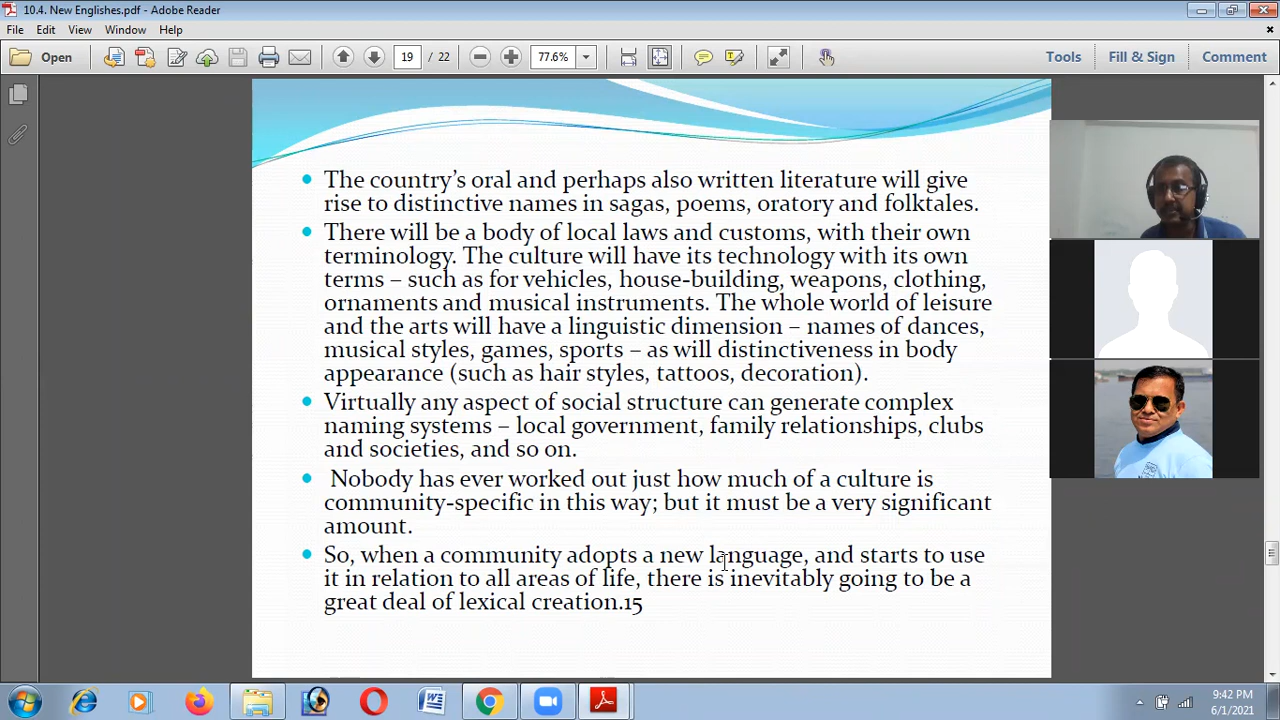 10.4. New Englishes.pdf - Adobe Reader
File Edit View Window Help
Open 19 / 22 77.6% Tools Fill & Sign Comment
• The country’s oral and perhaps also written literature will give
rise to distinctive names in sagas, poems, oratory and folktales.
• There will be a body of local laws and customs, with their own
terminology. The culture will have its technology with its own
terms – such as for vehicles, house-building, weapons, clothing,
ornaments and musical instruments. The whole world of leisure
and the arts will have a linguistic dimension – names of dances,
musical styles, games, sports – as will distinctiveness in body
appearance (such as hair styles, tattoos, decoration).
• Virtually any aspect of social structure can generate complex
naming systems – local government, family relationships, clubs
and societies, and so on.
• Nobody has ever worked out just how much of a culture is
community-specific in this way; but it must be a very significant
amount.
• So, when a community adopts a new language, and starts to use
it in relation to all areas of life, there is inevitably going to be a
great deal of lexical creation.15
9:42 PM
6/1/2021